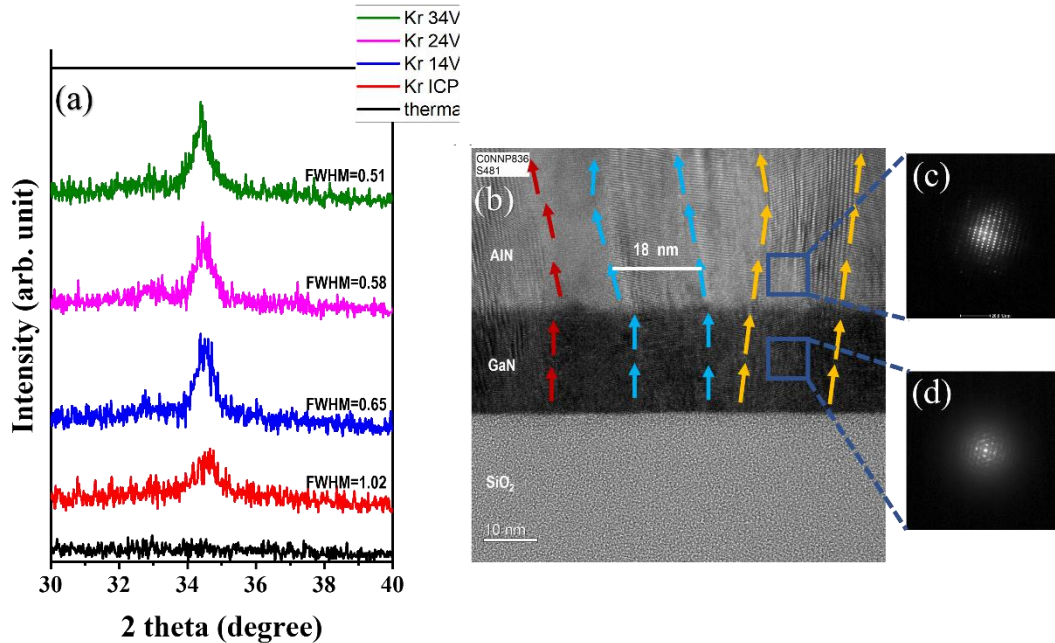 Kr 34V
Kr 24V
Kr 14V
Kr ICP
therma
(a)
Intensity (arb. unit)
FWHM=0.51
FWHM=0.58
FWHM=0.65
FWHM=1.02
30 32 34 36 38 40
2 theta (degree)
C0NNP836
S481
(b)
AlN
18 nm
GaN
SiO2
10 nm
(c)
(d)